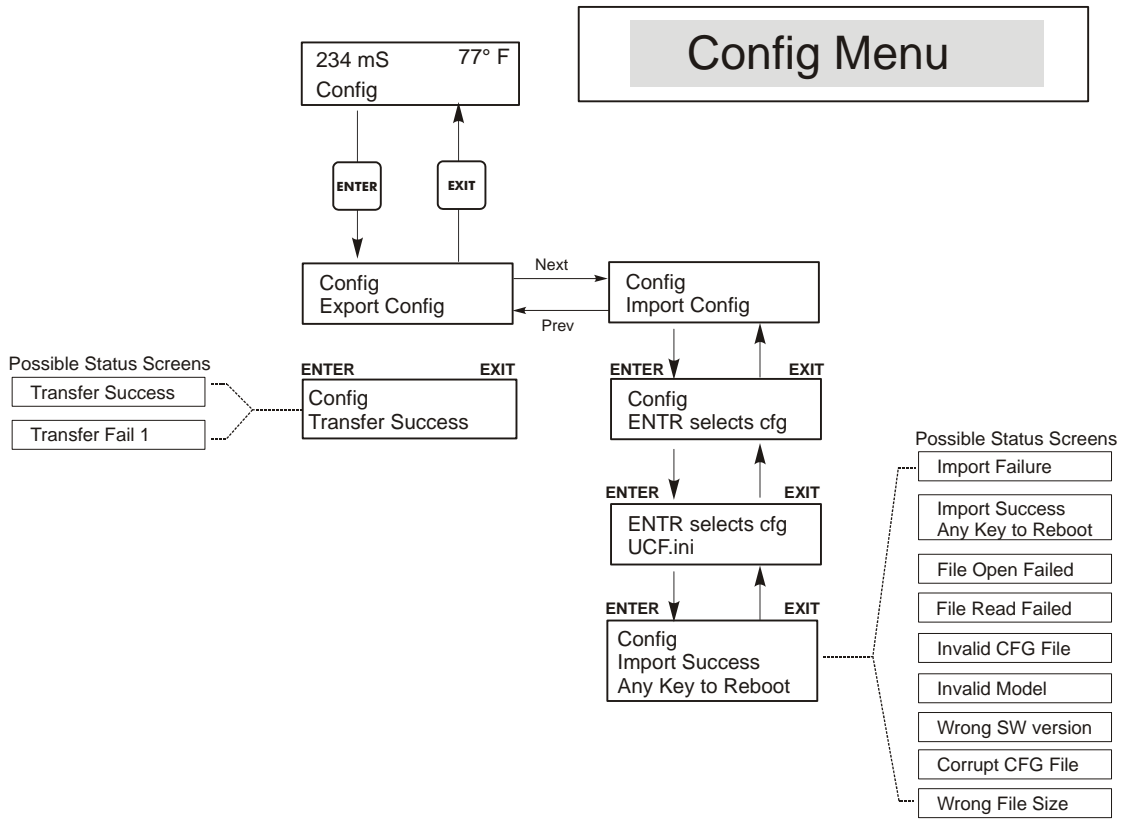 Config Menu
234 mS 77° F
Config
ENTER EXIT
Config
Export Config
Next
Prev
Config
Import Config
Possible Status Screens
Transfer Success
Transfer Fail 1
ENTER EXIT
Config
Transfer Success
ENTER EXIT
Config
ENTR selects cfg
ENTER EXIT
ENTR selects cfg
UCF.ini
ENTER EXIT
Config
Import Success
Any Key to Reboot
Possible Status Screens
Import Failure
Import Success
Any Key to Reboot
File Open Failed
File Read Failed
Invalid CFG File
Invalid Model
Wrong SW version
Corrupt CFG File
Wrong File Size